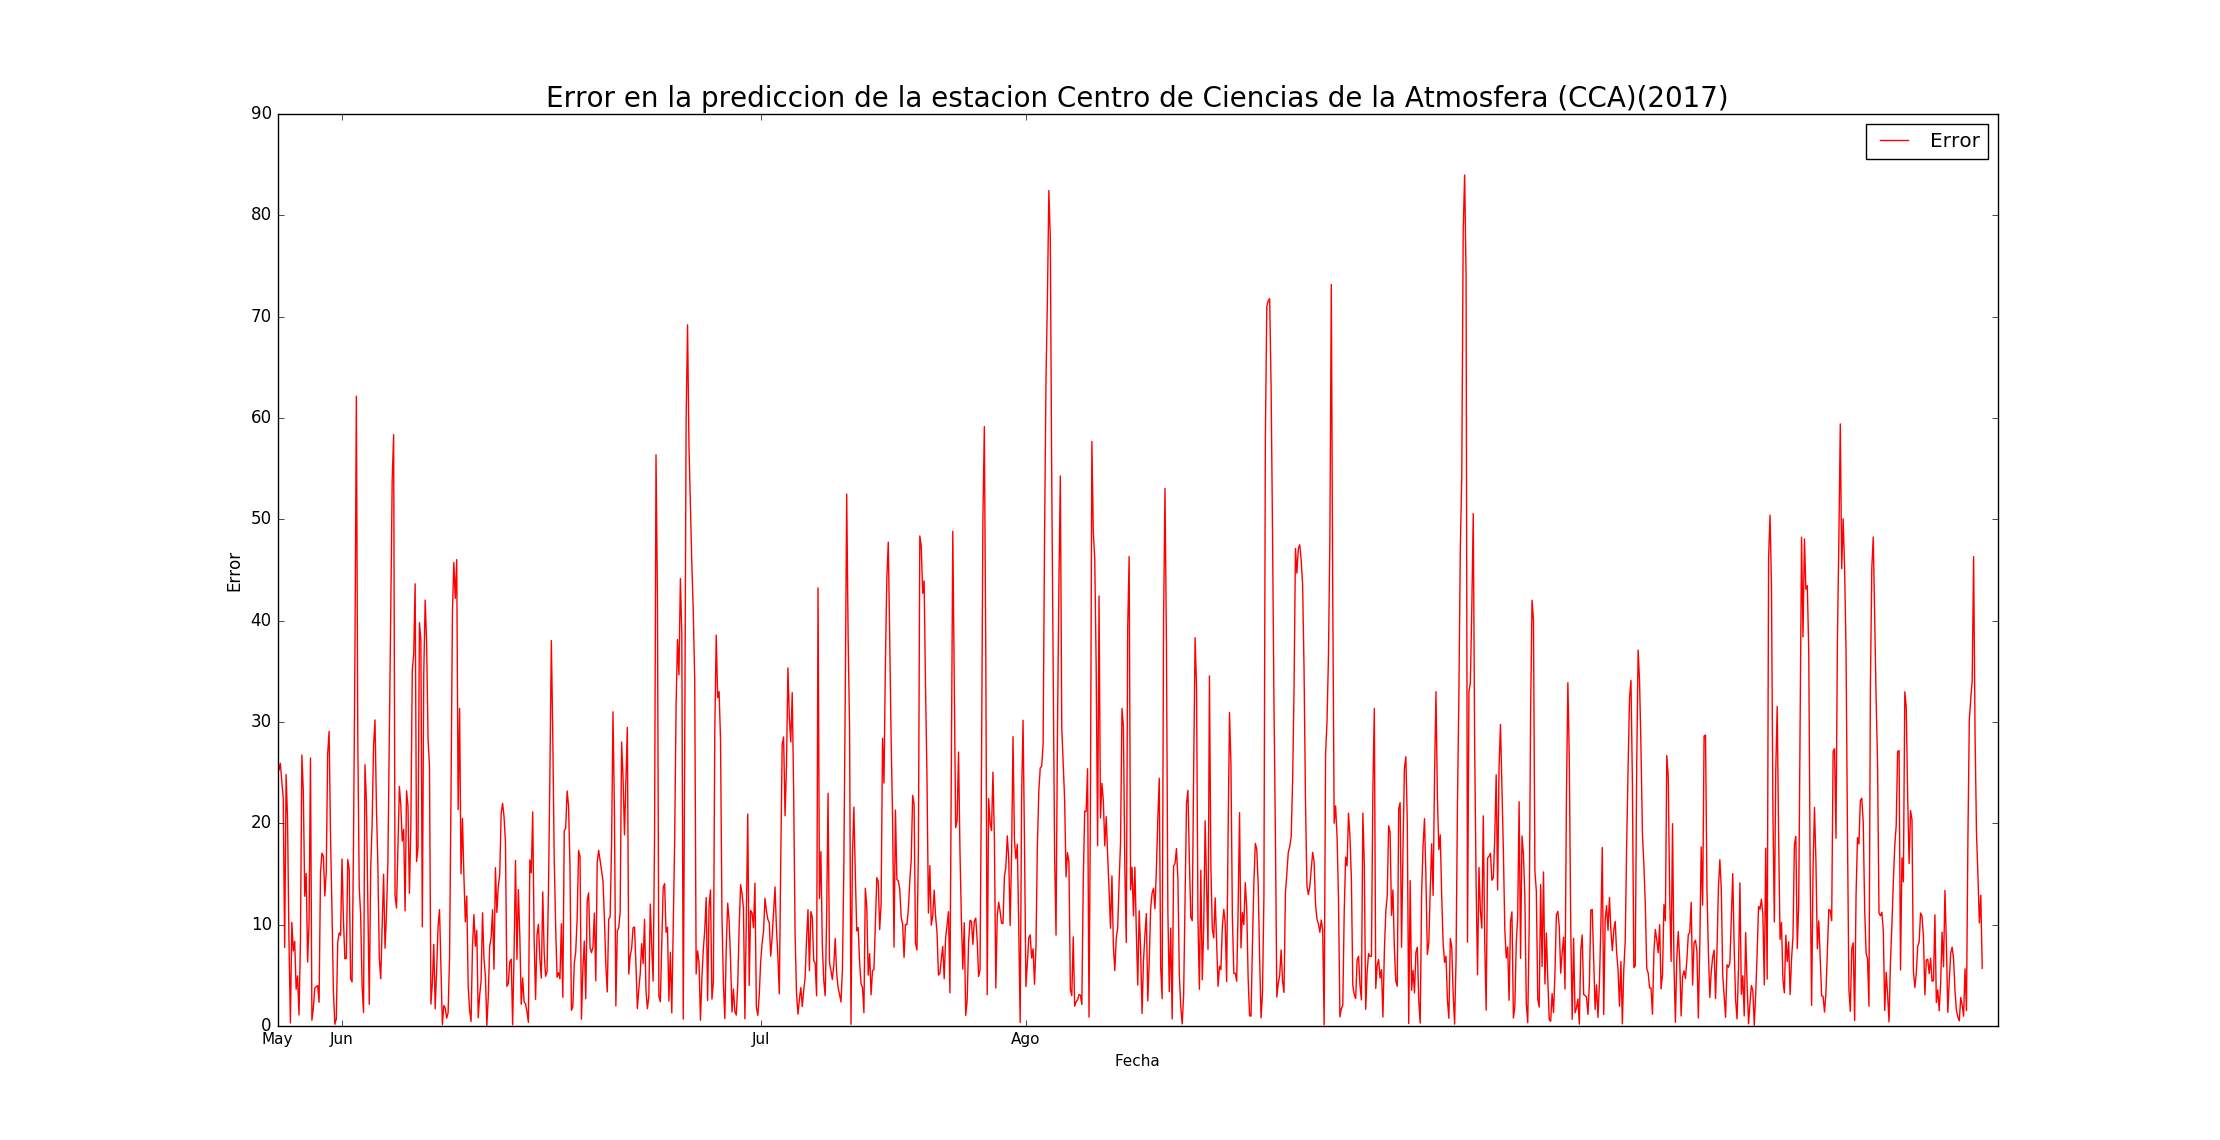 Error en la prediccion de la estacion Centro de Ciencias de la Atmosfera (CCA)(2017)
Error
90
80
70
60
50
40
30
20
10
0
Error
May Jun Jul Ago
Fecha